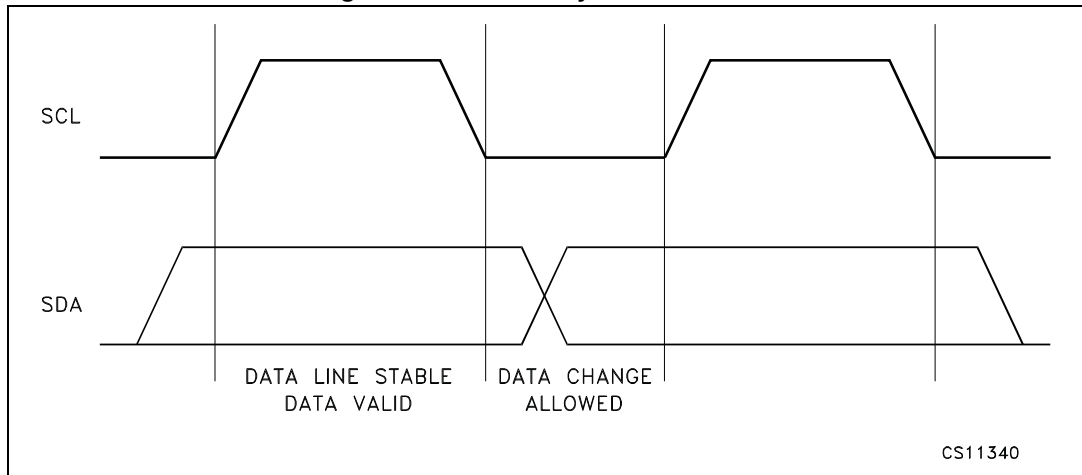 SCL
SDA
DATA LINE STABLE
DATA VALID
DATA CHANGE
ALLOWED
CS11340